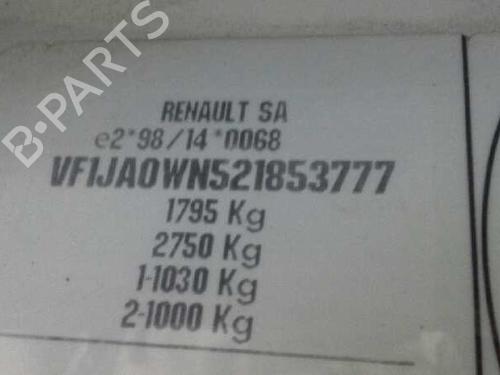 B-PARTS
RENAULT SA
e2*98/14*0068
VF1JA0WN521853777
1795 Kg
2750 Kg
1-1030 Kg
2-1000 Kg